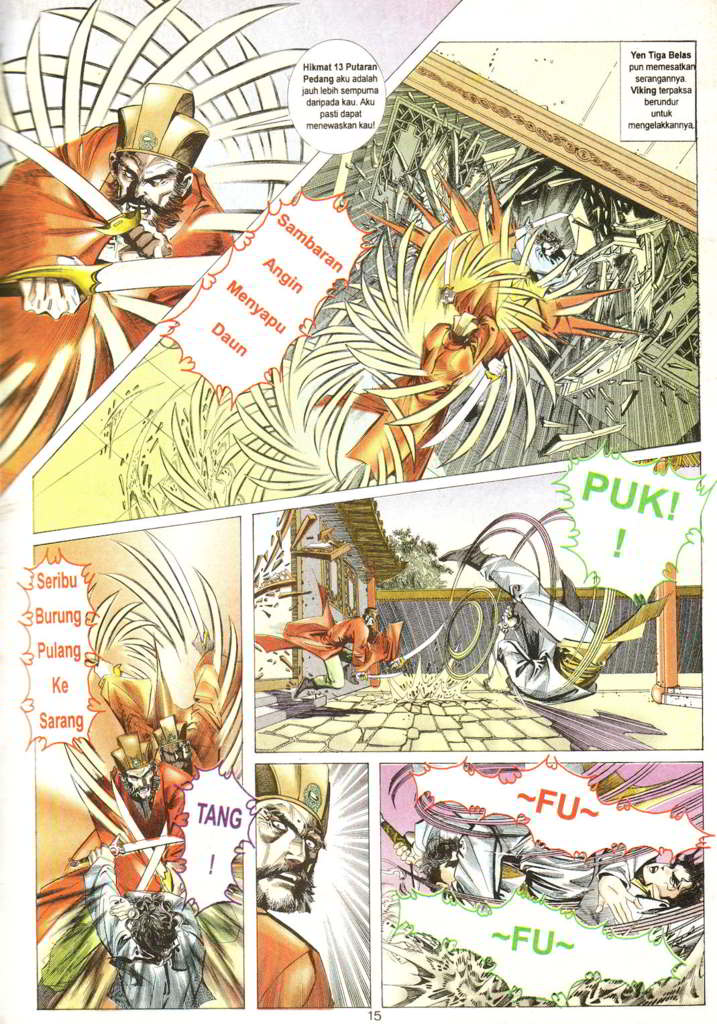 Hikmat 13 Putaran
Pedang aku adalah
jauh lebih sempurna
daripada kau. Aku
pasti dapat
menewaskan kau!
Yen Tiga Belas
pun memesatkan
serangannya.
Viking terpaksa
berundur
untuk
mengelakkannya,
Sambaran
Angin
Menyapu
Daun
PUK!
!
Seribu
Burung
Pulang
Ke
Sarang
TANG
!
~FU~
~FU~
15